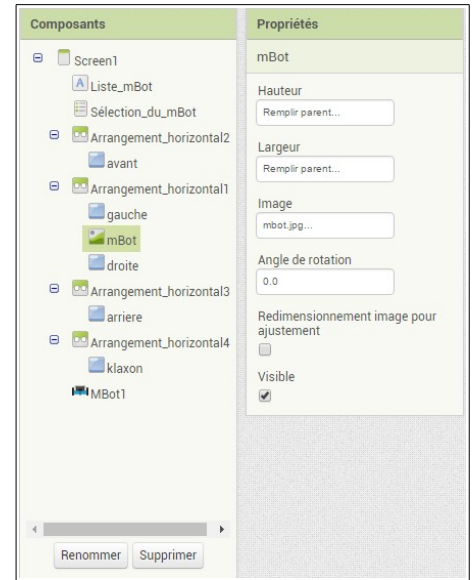 Composants
Screen1
Liste_mBot
Sélection_du_mBot
Arrangement_horizontal2
avant
Arrangement_horizontal1
gauche
mBot
droite
Arrangement_horizontal3
arriere
Arrangement_horizontal4
klaxon
MBot1
Renommer Supprimer
Propriétés
mBot
Hauteur
Remplir parent...
Largeur
Remplir parent...
Image
mbot.jpg...
Angle de rotation
0.0
Redimensionnement image pour
ajustement
Visible